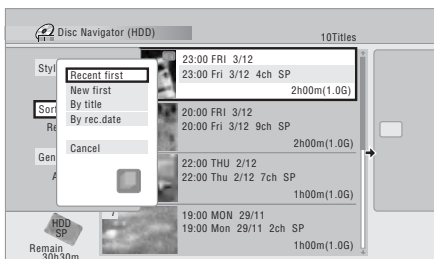 Disc Navigator (HDD)
10Titles
Styl
Recent first
New first
By title
By rec.date
Cancel
Sor
Re
Gen
HDD
SP
Remain
30h30m
23:00 FRI 3/12
23:00 Fri 3/12 4ch SP
2h00m(1.0G)
20:00 FRI 3/12
20:00 Fri 3/12 9ch SP
2h00m(1.0G)
22:00 THU 2/12
22:00 Thu 2/12 7ch SP
1h00m(1.0G)
7
19:00 MON 29/11
19:00 Mon 29/11 2ch SP
1h00m(1.0G)